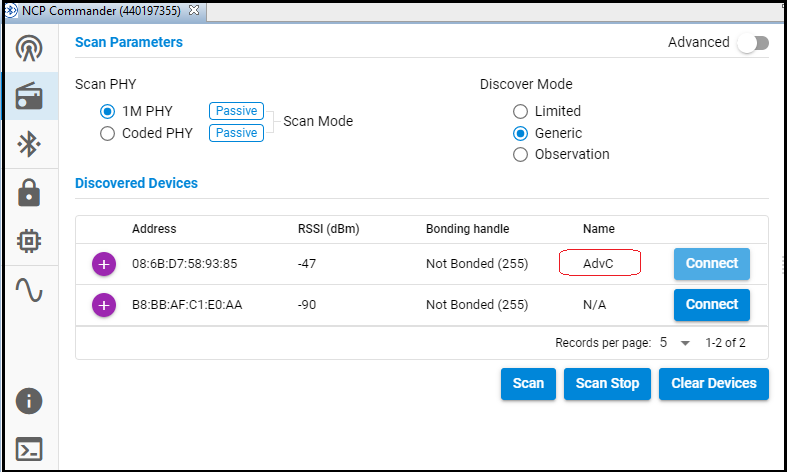 NCP Commander (440197355)
Scan Parameters
Advanced
Scan PHY
Discover Mode
1M PHY Passive
Coded PHY Passive
Scan Mode
Limited
Generic
Observation
Discovered Devices
Address RSSI (dBm) Bonding handle Name
08:6B:D7:58:93:85 -47 Not Bonded (255) AdvC Connect
B8:BB:AF:C1:E0:AA -90 Not Bonded (255) N/A Connect
Records per page: 5 1-2 of 2
Scan Scan Stop Clear Devices